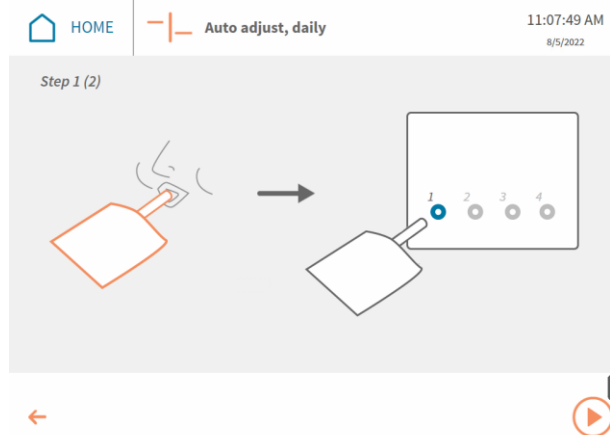 HOME
Auto adjust, daily
11:07:49 AM
8/5/2022
Step 1 (2)
1 2 3 4